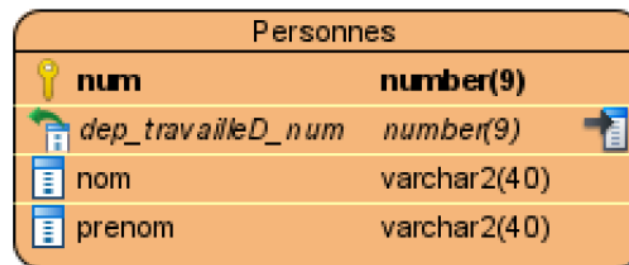 Personnes
num number(9)
dep_travailleD_num number(9)
nom varchar2(40)
prenom varchar2(40)